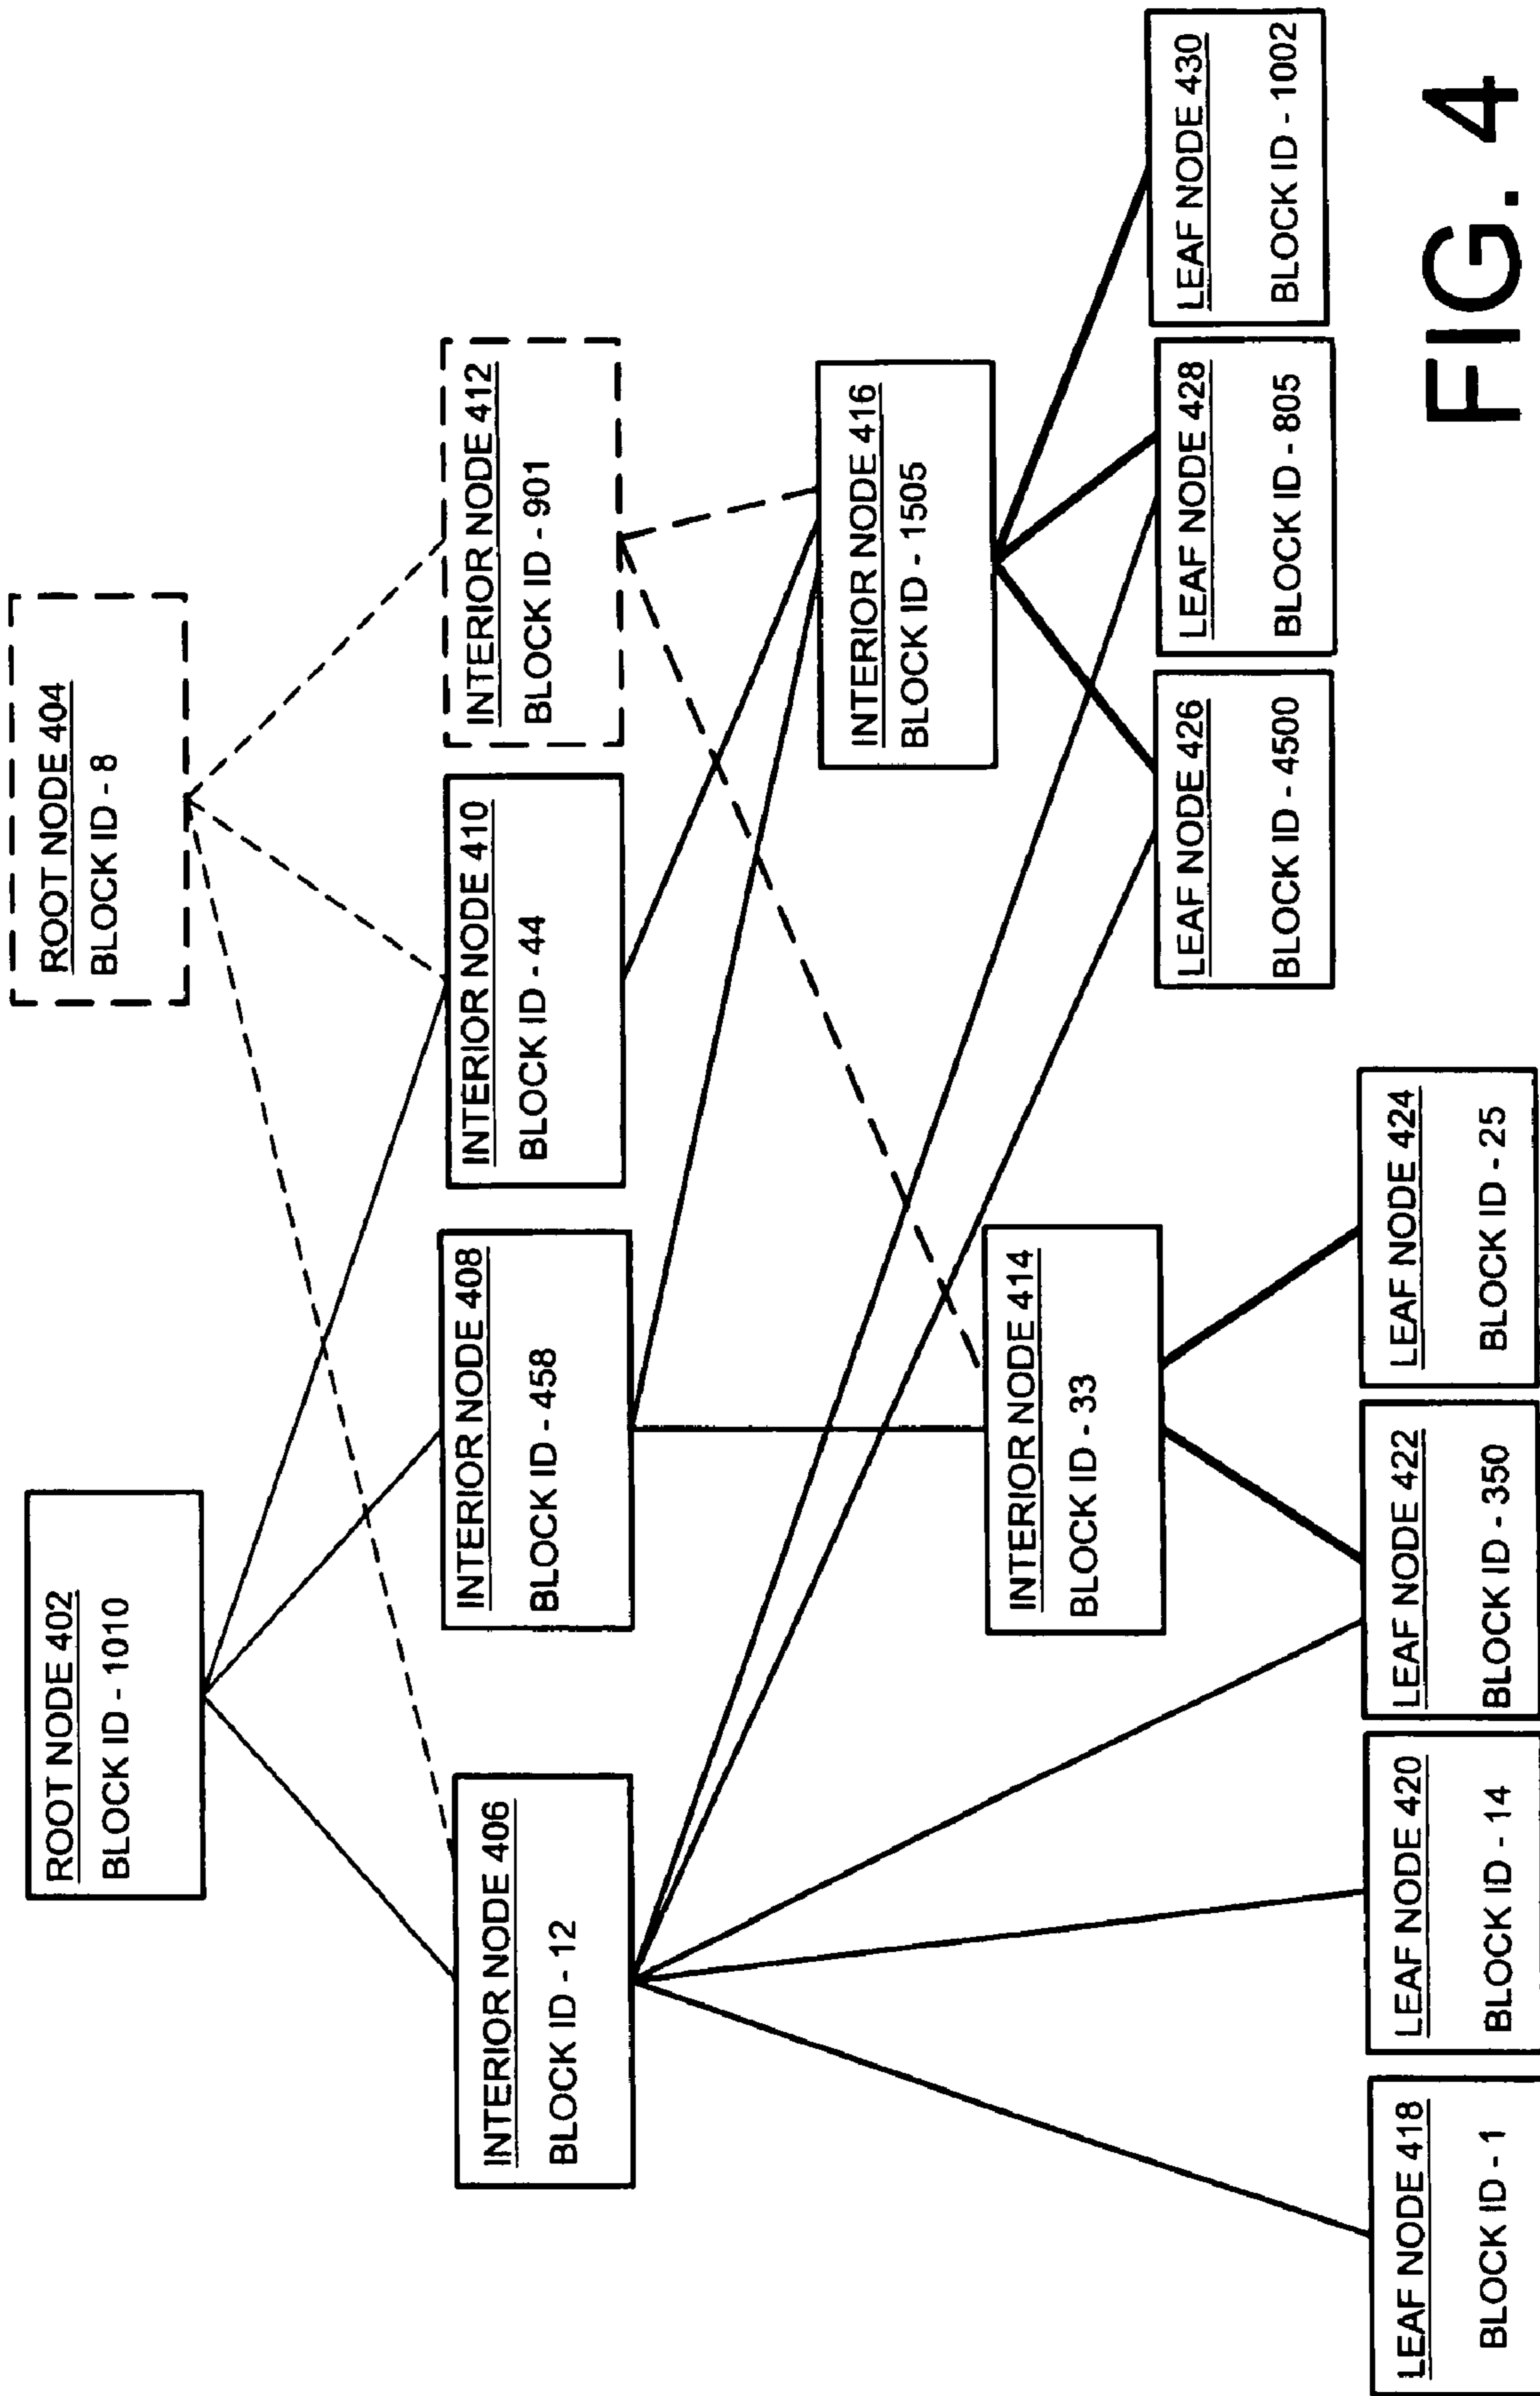 ROOT NODE 402
BLOCK ID - 1010
ROOT NODE 404
BLOCK ID - 8
INTERIOR NODE 406
BLOCK ID - 12
INTERIOR NODE 408
BLOCK ID - 458
INTERIOR NODE 410
BLOCK ID - 44
INTERIOR NODE 412
BLOCK ID - 901
INTERIOR NODE 414
BLOCK ID - 33
INTERIOR NODE 416
BLOCK ID - 1505
LEAF NODE 418
BLOCK ID - 1
LEAF NODE 420
BLOCK ID - 14
LEAF NODE 422
BLOCK ID - 350
LEAF NODE 424
BLOCK ID - 25
LEAF NODE 426
BLOCK ID - 4500
LEAF NODE 428
BLOCK ID - 805
LEAF NODE 430
BLOCK ID - 1002
FIG. 4